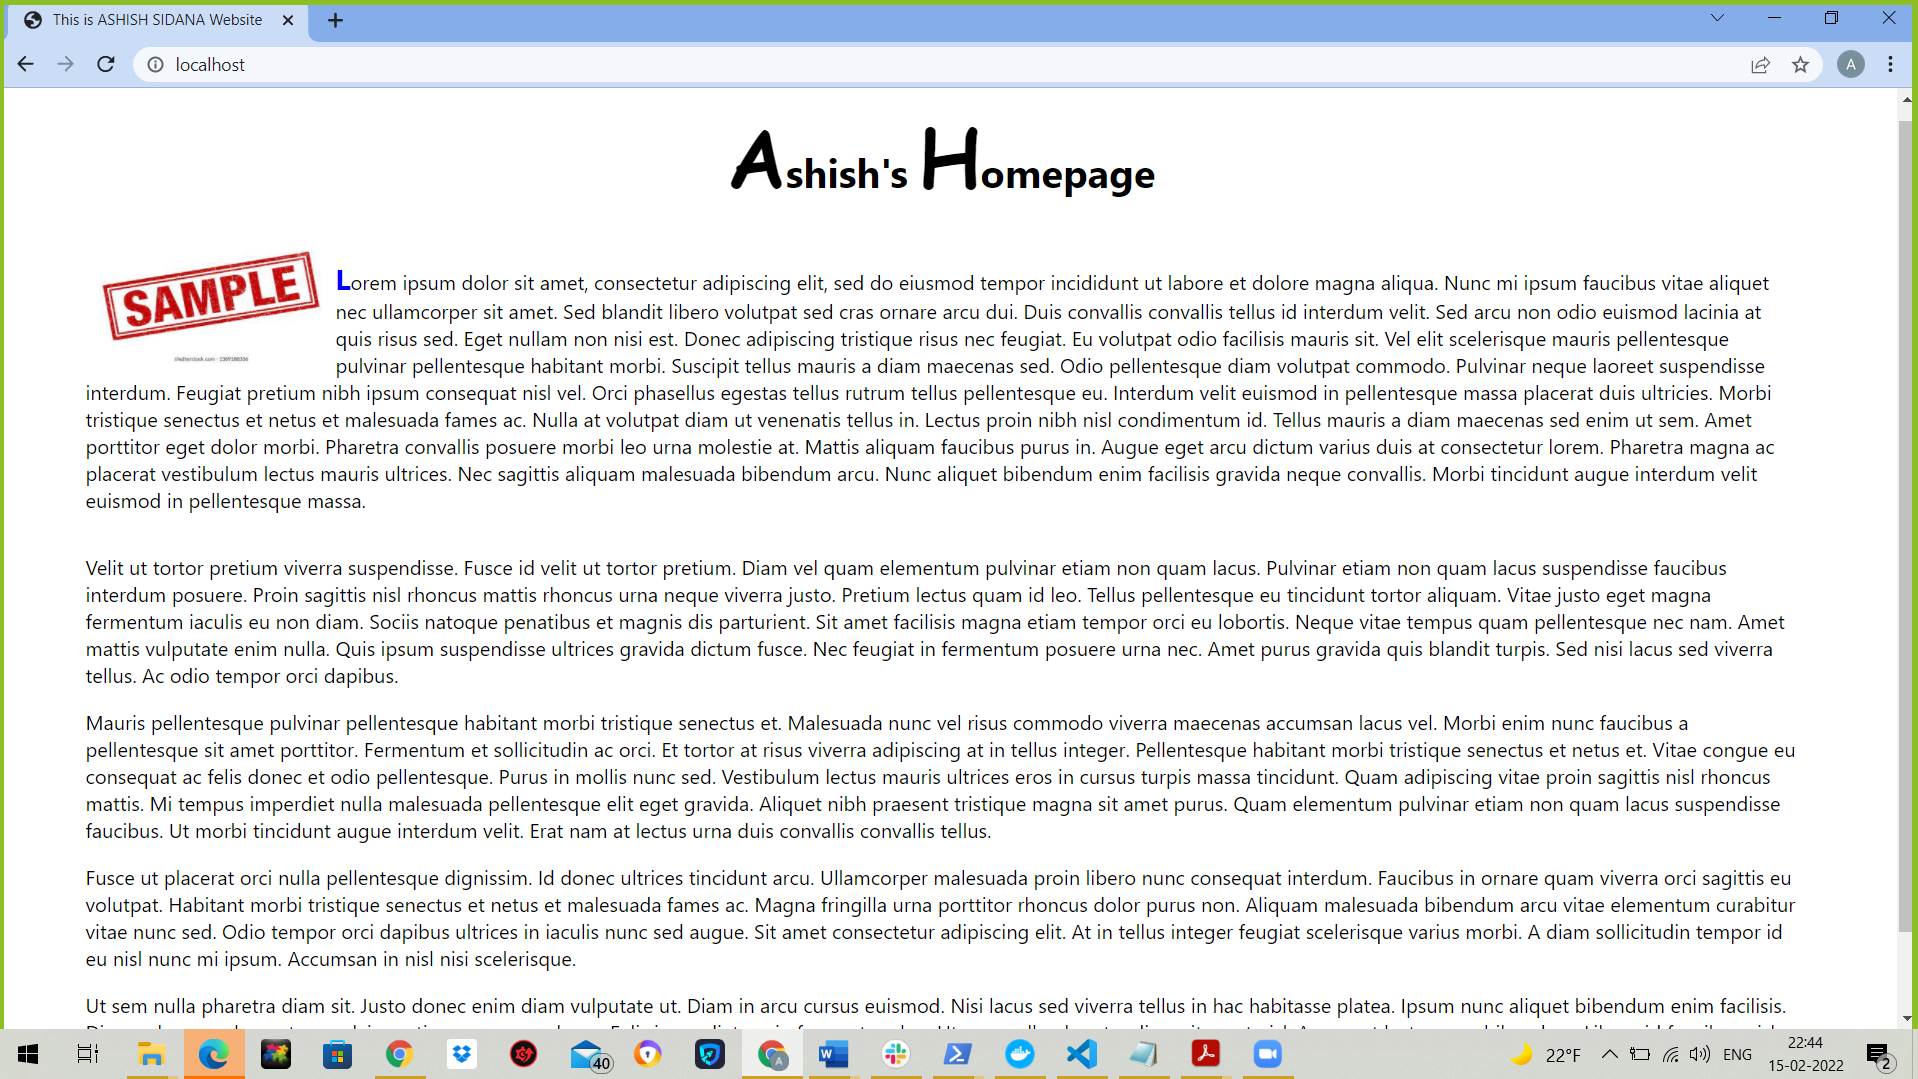 This is ASHISH SIDANA Website
localhost
A
Ashish's Homepage
SAMPLE
shutterstock.com · 1389188336
Lorem ipsum dolor sit amet, consectetur adipiscing elit, sed do eiusmod tempor incididunt ut labore et dolore magna aliqua. Nunc mi ipsum faucibus vitae aliquet
nec ullamcorper sit amet. Sed blandit libero volutpat sed cras ornare arcu dui. Duis convallis convallis tellus id interdum velit. Sed arcu non odio euismod lacinia at
quis risus sed. Eget nullam non nisi est. Donec adipiscing tristique risus nec feugiat. Eu volutpat odio facilisis mauris sit. Vel elit scelerisque mauris pellentesque
pulvinar pellentesque habitant morbi. Suscipit tellus mauris a diam maecenas sed. Odio pellentesque diam volutpat commodo. Pulvinar neque laoreet suspendisse
interdum. Feugiat pretium nibh ipsum consequat nisl vel. Orci phasellus egestas tellus rutrum tellus pellentesque eu. Interdum velit euismod in pellentesque massa placerat duis ultricies. Morbi
tristique senectus et netus et malesuada fames ac. Nulla at volutpat diam ut venenatis tellus in. Lectus proin nibh nisl condimentum id. Tellus mauris a diam maecenas sed enim ut sem. Amet
porttitor eget dolor morbi. Pharetra convallis posuere morbi leo urna molestie at. Mattis aliquam faucibus purus in. Augue eget arcu dictum varius duis at consectetur lorem. Pharetra magna ac
placerat vestibulum lectus mauris ultrices. Nec sagittis aliquam malesuada bibendum arcu. Nunc aliquet bibendum enim facilisis gravida neque convallis. Morbi tincidunt augue interdum velit
euismod in pellentesque massa.
Velit ut tortor pretium viverra suspendisse. Fusce id velit ut tortor pretium. Diam vel quam elementum pulvinar etiam non quam lacus. Pulvinar etiam non quam lacus suspendisse faucibus
interdum posuere. Proin sagittis nisl rhoncus mattis rhoncus urna neque viverra justo. Pretium lectus quam id leo. Tellus pellentesque eu tincidunt tortor aliquam. Vitae justo eget magna
fermentum iaculis eu non diam. Sociis natoque penatibus et magnis dis parturient. Sit amet facilisis magna etiam tempor orci eu lobortis. Neque vitae tempus quam pellentesque nec nam. Amet
mattis vulputate enim nulla. Quis ipsum suspendisse ultrices gravida dictum fusce. Nec feugiat in fermentum posuere urna nec. Amet purus gravida quis blandit turpis. Sed nisi lacus sed viverra
tellus. Ac odio tempor orci dapibus.
Mauris pellentesque pulvinar pellentesque habitant morbi tristique senectus et. Malesuada nunc vel risus commodo viverra maecenas accumsan lacus vel. Morbi enim nunc faucibus a
pellentesque sit amet porttitor. Fermentum et sollicitudin ac orci. Et tortor at risus viverra adipiscing at in tellus integer. Pellentesque habitant morbi tristique senectus et netus et. Vitae congue eu
consequat ac felis donec et odio pellentesque. Purus in mollis nunc sed. Vestibulum lectus mauris ultrices eros in cursus turpis massa tincidunt. Quam adipiscing vitae proin sagittis nisl rhoncus
mattis. Mi tempus imperdiet nulla malesuada pellentesque elit eget gravida. Aliquet nibh praesent tristique magna sit amet purus. Quam elementum pulvinar etiam non quam lacus suspendisse
faucibus. Ut morbi tincidunt augue interdum velit. Erat nam at lectus urna duis convallis convallis tellus.
Fusce ut placerat orci nulla pellentesque dignissim. Id donec ultrices tincidunt arcu. Ullamcorper malesuada proin libero nunc consequat interdum. Faucibus in ornare quam viverra orci sagittis eu
volutpat. Habitant morbi tristique senectus et netus et malesuada fames ac. Magna fringilla urna porttitor rhoncus dolor purus non. Aliquam malesuada bibendum arcu vitae elementum curabitur
vitae nunc sed. Odio tempor orci dapibus ultrices in iaculis nunc sed augue. Sit amet consectetur adipiscing elit. At in tellus integer feugiat scelerisque varius morbi. A diam sollicitudin tempor id
eu nisl nunc mi ipsum. Accumsan in nisl nisi scelerisque.
Ut sem nulla pharetra diam sit. Justo donec enim diam vulputate ut. Diam in arcu cursus euismod. Nisi lacus sed viverra tellus in hac habitasse platea. Ipsum nunc aliquet bibendum enim facilisis.
40
A
W
22°F
ENG
22:44
15-02-2022
2